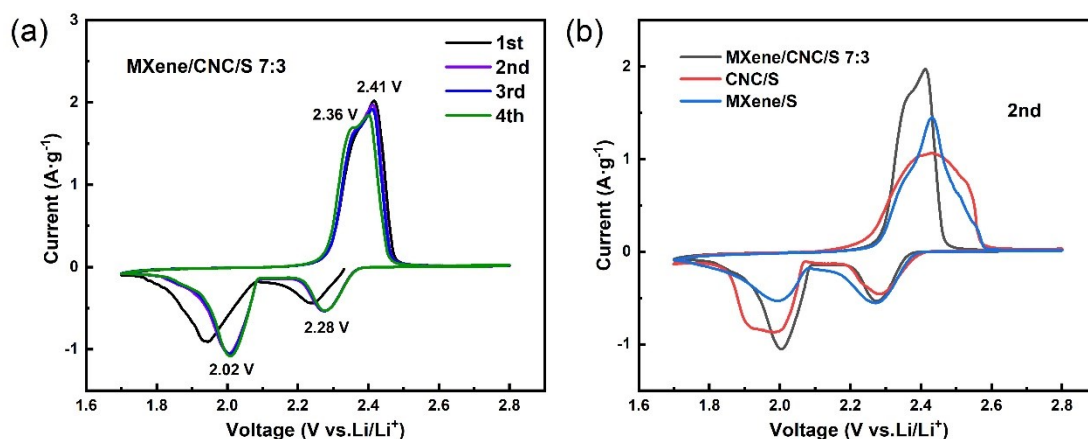 (a)
MXene/CNC/S 7:3
1st
2nd
3rd
4th
2.41 V
2.36 V
2.28 V
2.02 V
3
2
1
0
-1
Current (A·g⁻¹)
1.6 1.8 2.0 2.2 2.4 2.6 2.8
Voltage (V vs.Li/Li⁺)
(b)
MXene/CNC/S 7:3
CNC/S
MXene/S
2nd
2
1
0
-1
Current (A·g⁻¹)
1.6 1.8 2.0 2.2 2.4 2.6 2.8
Voltage (V vs.Li/Li⁺)